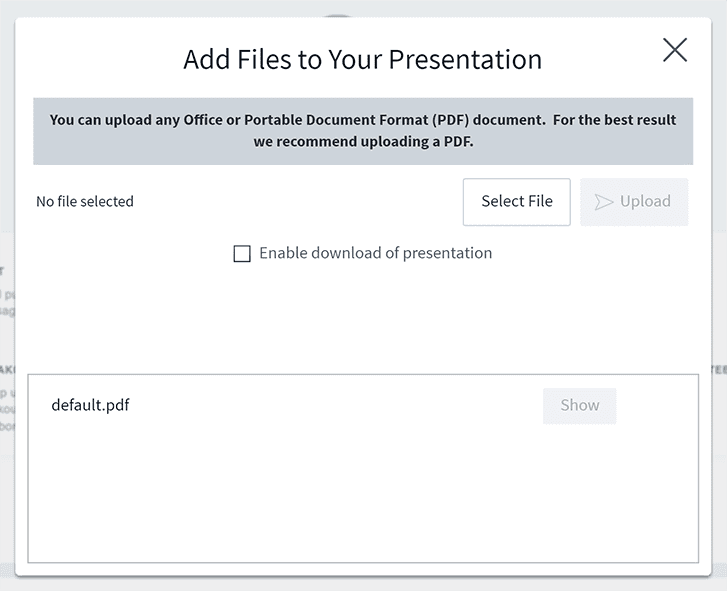 Add Files to Your Presentation
You can upload any Office or Portable Document Format (PDF) document.  For the best result
we recommend uploading a PDF.
No file selected
Select File
Upload
Enable download of presentation
default.pdf
Show